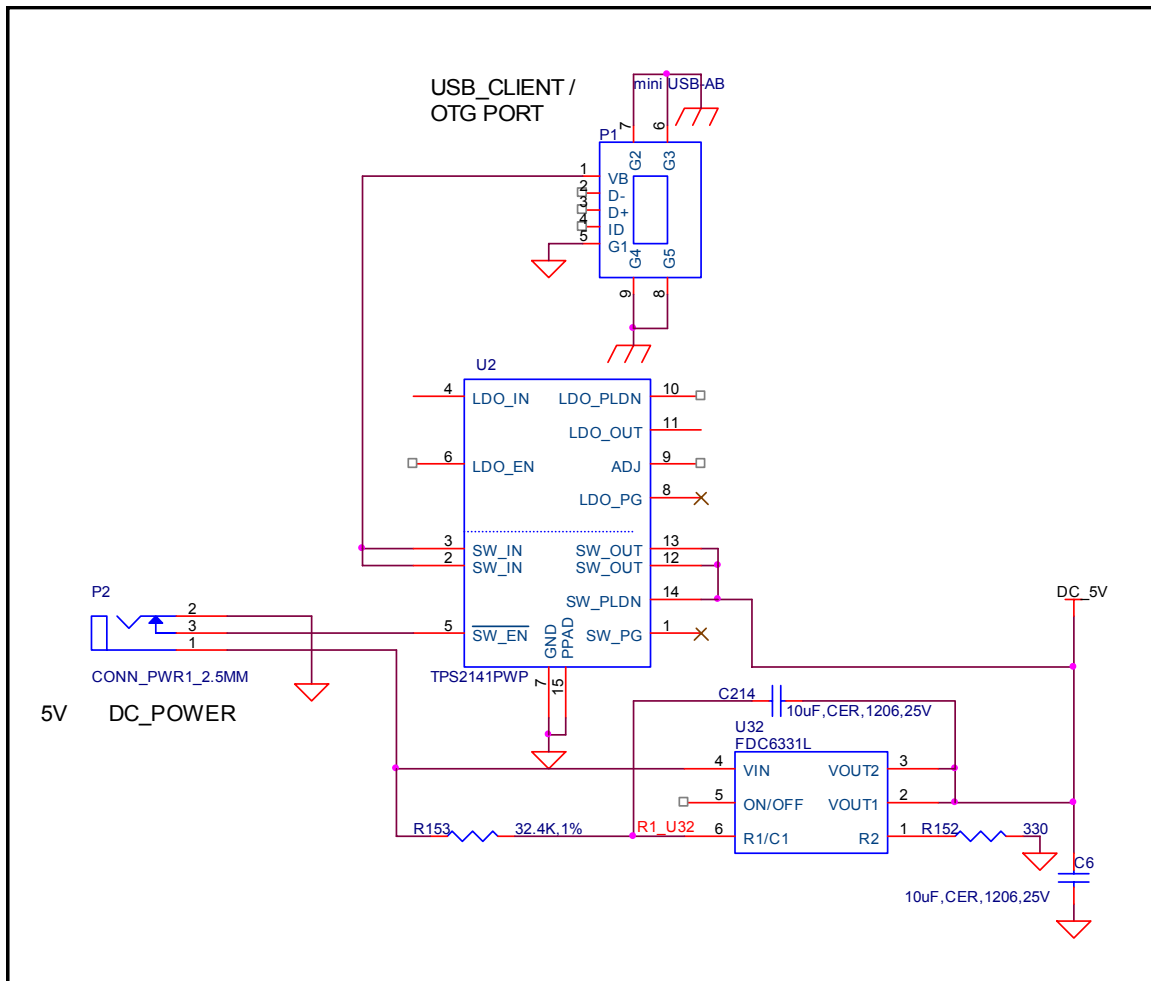 USB_CLIENT /
OTG PORT
mini USB-AB
7
6
P1
G2
G3
1
VB
2
D-
3
D+
4
ID
5
G1
G4
G5
9
8
U2
4
LDO_IN
LDO_PLDN
10
LDO_OUT
11
6
LDO_EN
ADJ
9
LDO_PG
8
3
SW_IN
SW_OUT
13
2
SW_IN
SW_OUT
12
SW_PLDN
14
5
SW_EN
SW_PG
1
GND
PPAD
7
15
TPS2141PWP
P2
2
3
1
CONN_PWR1_2.5MM
5V DC_POWER
DC_5V
C214
10uF,CER,1206,25V
U32
FDC6331L
4
VIN
VOUT2
3
5
ON/OFF
VOUT1
2
R153
32.4K,1%
R1_U32
6
R1/C1
R2
1
R152
330
C6
10uF,CER,1206,25V